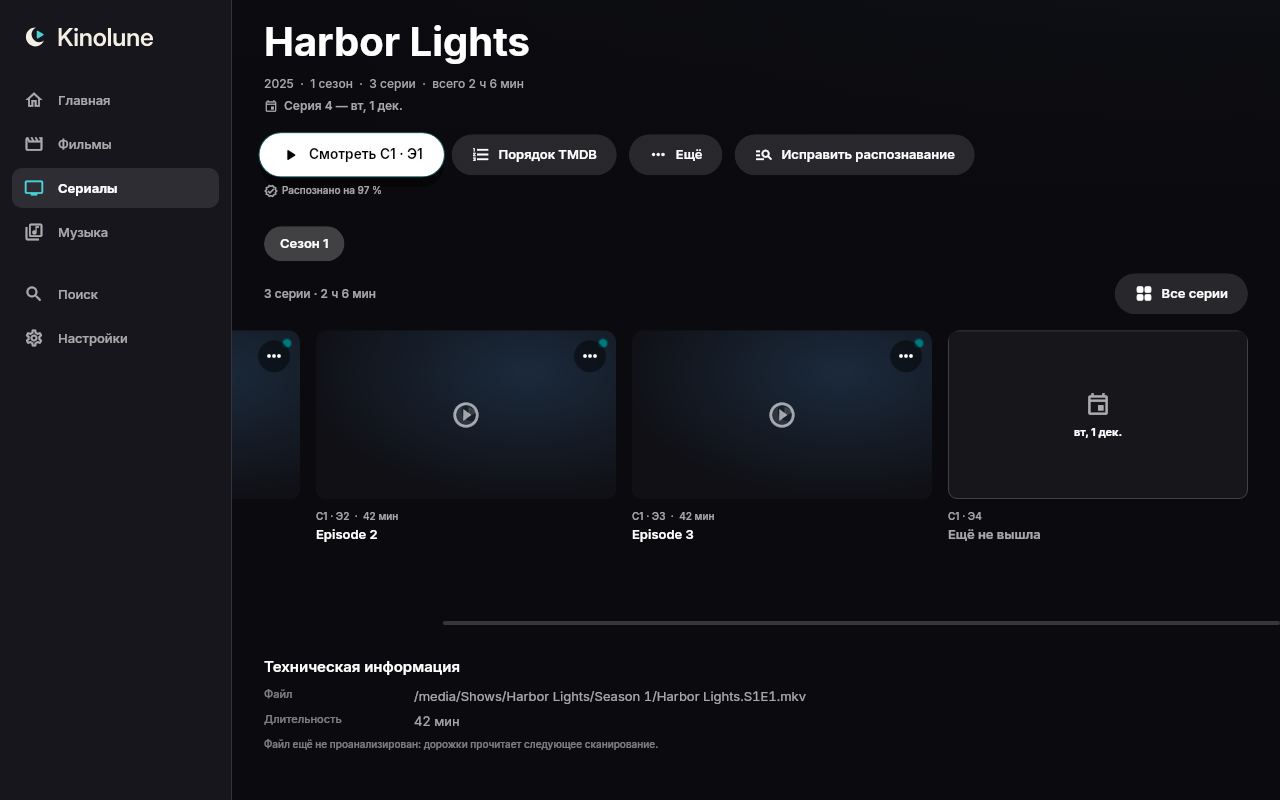 Kinolune
Главная
Фильмы
Сериалы
Музыка
Поиск
Настройки
Harbor Lights
2025 · 1 сезон · 3 серии · всего 2 ч 6 мин
Серия 4 — вт, 1 дек.
Смотреть С1 · Э1
Порядок TMDB
Ещё
Исправить распознавание
Распознано на 97 %
Сезон 1
3 серии · 2 ч 6 мин
Все серии
вт, 1 дек.
С1 · Э2 · 42 мин
Episode 2
С1 · Э3 · 42 мин
Episode 3
С1 · Э4
Ещё не вышла
Техническая информация
Файл
/media/Shows/Harbor Lights/Season 1/Harbor Lights.S1E1.mkv
Длительность
42 мин
Файл ещё не проанализирован: дорожки прочитает следующее сканирование.